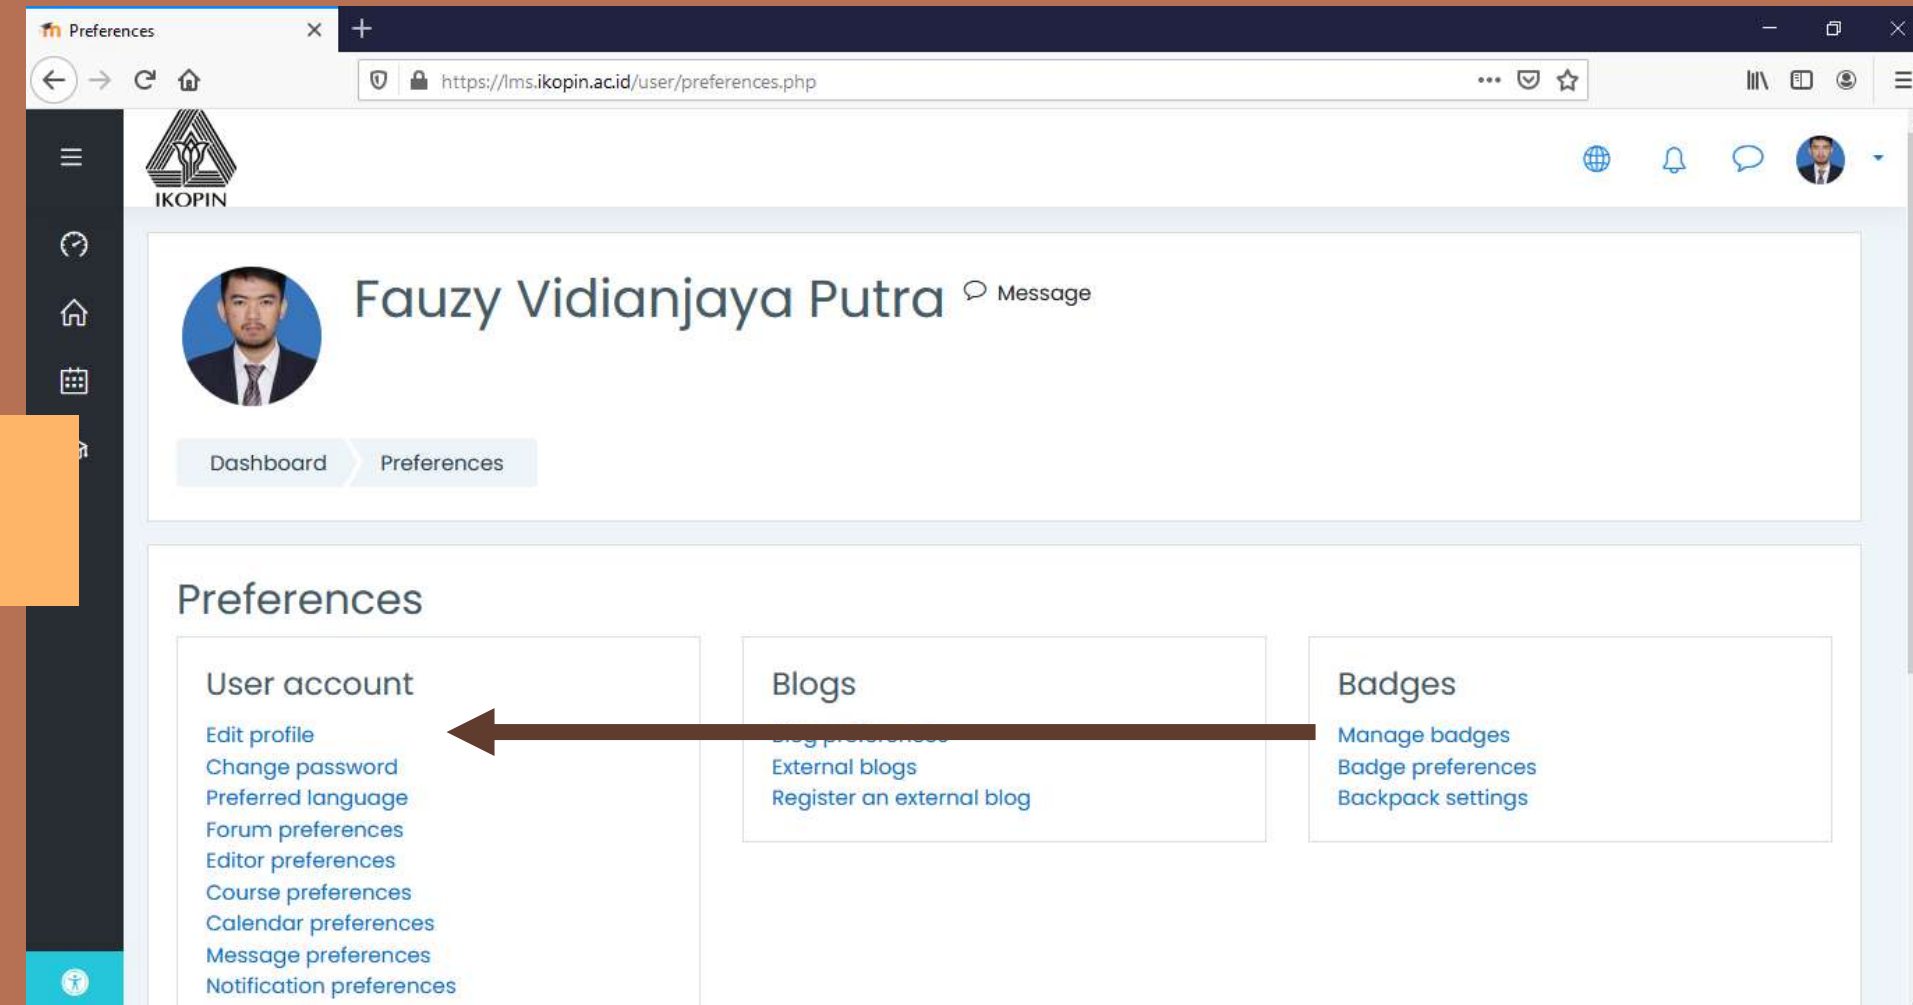 Preferences
https://lms.ikopin.ac.id/user/preferences.php
IKOPIN
Fauzy Vidianjaya Putra Message
Dashboard Preferences
Preferences
User account
Edit profile
Change password
Preferred language
Forum preferences
Editor preferences
Course preferences
Calendar preferences
Message preferences
Notification preferences
Blogs
Blog preferences
External blogs
Register an external blog
Badges
Manage badges
Badge preferences
Backpack settings